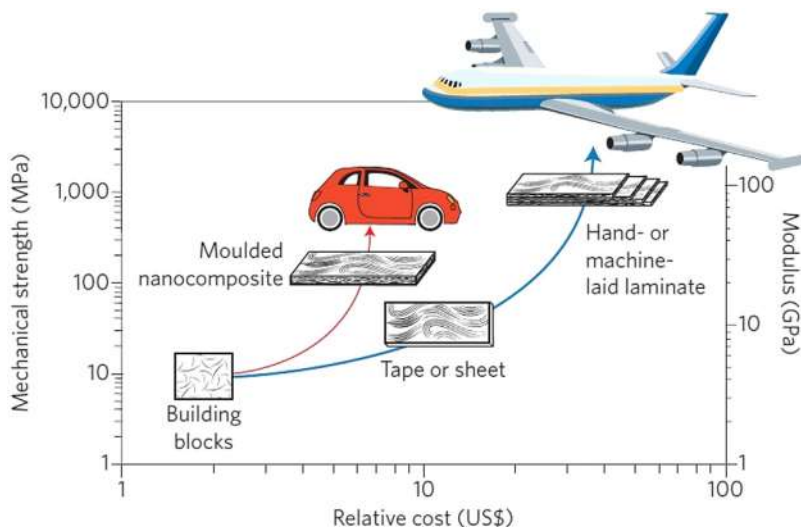 10,000
1,000
100
10
1
Mechanical strength (MPa)
100
10
1
Modulus (GPa)
Moulded
nanocomposite
Hand- or
machine-
laid laminate
Tape or sheet
Building
blocks
1
10
100
Relative cost (US$)